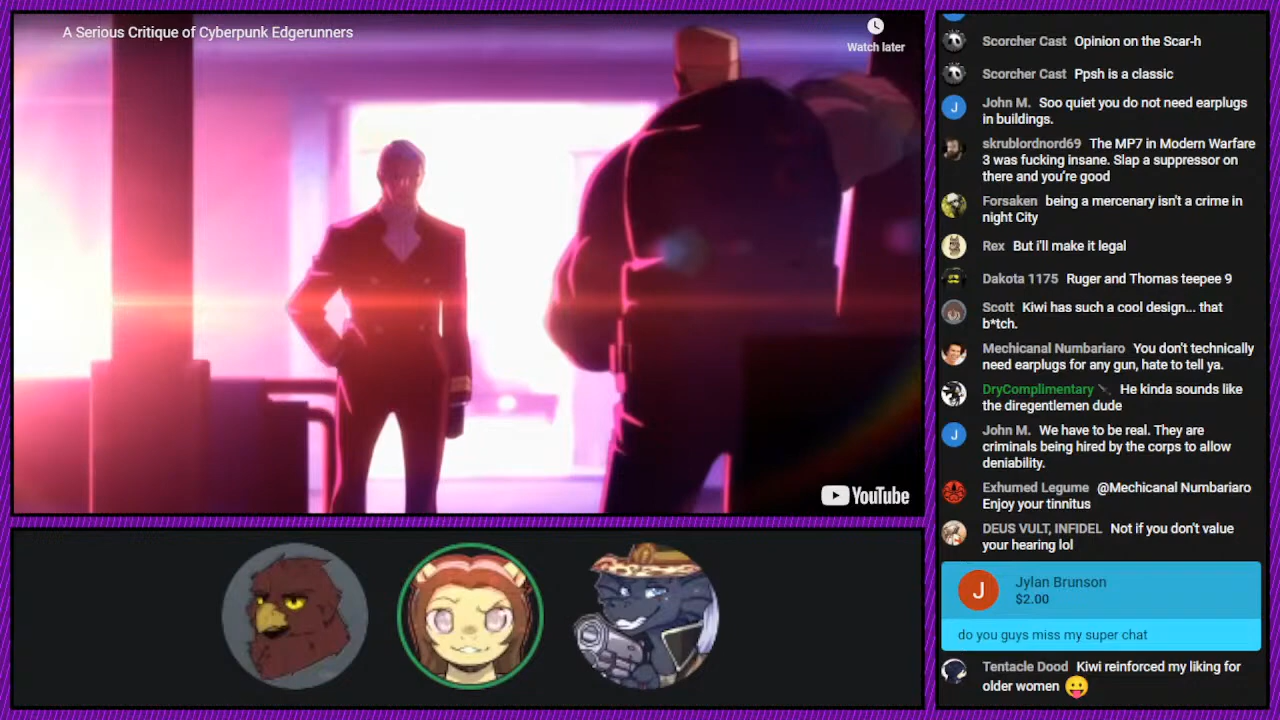 A Serious Critique of Cyberpunk Edgerunners
Watch later
YouTube
Scorcher Cast Opinion on the Scar-h
Scorcher Cast Ppsh is a classic
J
John M. Soo quiet you do not need earplugs
in buildings.
skrublordnord69 The MP7 in Modern Warfare
3 was fucking insane. Slap a suppressor on
there and you're good
Forsaken being a mercenary isn't a crime in
night City
Rex But i'll make it legal
Dakota 1175 Ruger and Thomas teepee 9
Scott Kiwi has such a cool design... that
b*tch.
Mechicanal Numbariaro You don't technically
need earplugs for any gun, hate to tell ya.
DryComplimentary He kinda sounds like
the diregentlemen dude
J
John M. We have to be real. They are
criminals being hired by the corps to allow
deniability.
Exhumed Legume @Mechicanal Numbariaro
Enjoy your tinnitus
DEUS VULT, INFIDEL Not if you don't value
your hearing lol
J
Jylan Brunson
$2.00
do you guys miss my super chat
Tentacle Dood Kiwi reinforced my liking for
older women 😛